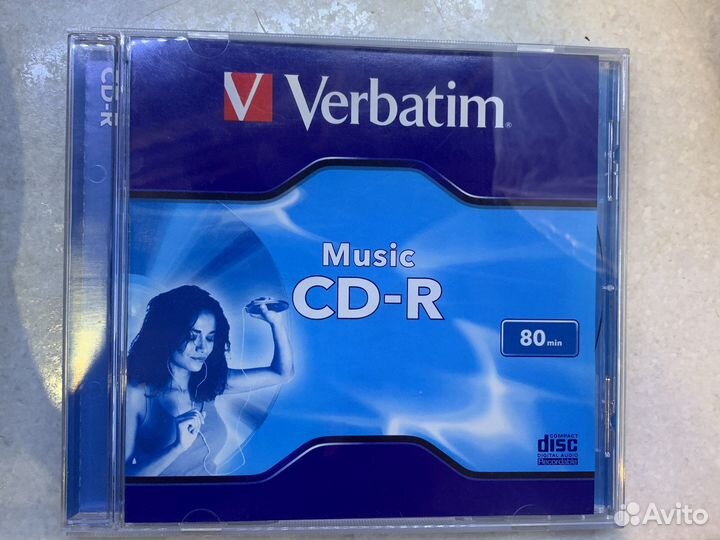 CD-R
V Verbatim®
Music
CD-R
80 min
COMPACT
disc
DIGITAL AUDIO
Recordable
Avito